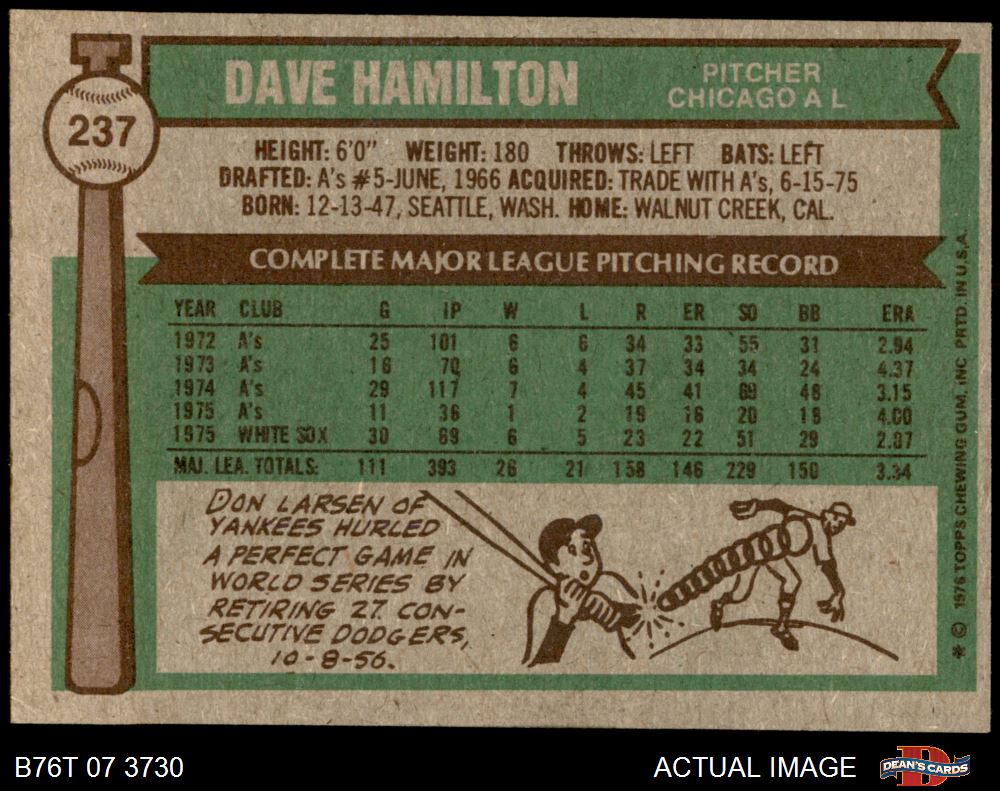 237
DAVE HAMILTON
PITCHER
CHICAGO A L
HEIGHT: 6'0" WEIGHT: 180 THROWS: LEFT BATS: LEFT
DRAFTED: A's #5-JUNE, 1966 ACQUIRED: TRADE WITH A's, 6-15-75
BORN: 12-13-47, SEATTLE, WASH. HOME: WALNUT CREEK, CAL.
COMPLETE MAJOR LEAGUE PITCHING RECORD
YEAR CLUB G IP W L R ER SO BB ERA
1972 A's 25 101 6 6 34 33 55 31 2.94
1973 A's 16 70 6 4 37 34 34 24 4.37
1974 A's 29 117 7 4 45 41 69 48 3.15
1975 A's 11 36 1 2 19 16 20 18 4.00
1975 WHITE SOX 30 69 6 5 23 22 51 29 2.87
MAJ. LEA. TOTALS: 111 393 26 21 158 146 229 150 3.34
DON LARSEN OF
YANKEES HURLED
A PERFECT GAME IN
WORLD SERIES BY
RETIRING 27 CON-
SECUTIVE DODGERS,
10-8-56.
* © 1976 TOPPS CHEWING GUM, INC PRTD. IN U.S.A.
B76T 07 3730
ACTUAL IMAGE
D
DEAN'S CARDS